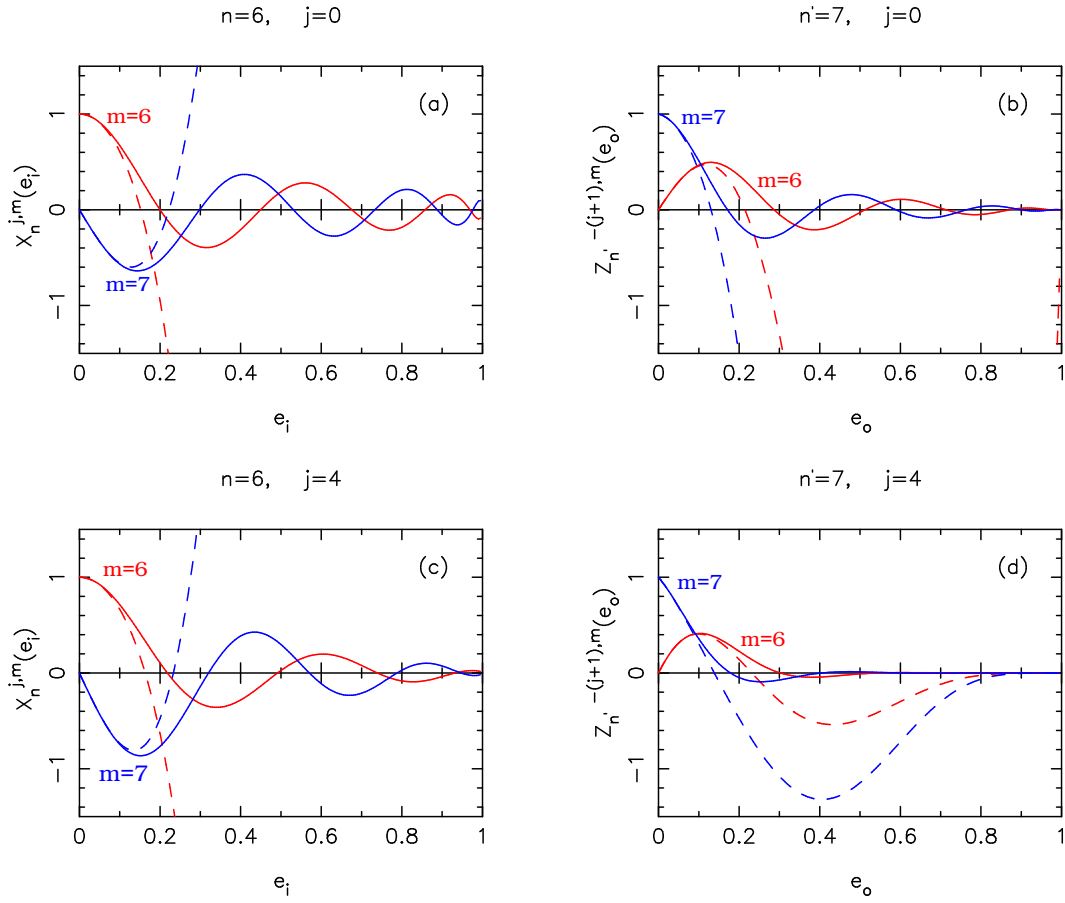 n=6, j=0
n'=7, j=0
(a)
m=6
m=7
X_n^{j,m}(e_i)
1
0
−1
0 0.2 0.4 0.6 0.8 1
e_i
(b)
m=7
m=6
Z_{n'}^{−(j+1),m}(e_o)
1
0
−1
0 0.2 0.4 0.6 0.8 1
e_o
n=6, j=4
n'=7, j=4
(c)
m=6
m=7
X_n^{j,m}(e_i)
1
0
−1
0 0.2 0.4 0.6 0.8 1
e_i
(d)
m=7
m=6
Z_{n'}^{−(j+1),m}(e_o)
1
0
−1
0 0.2 0.4 0.6 0.8 1
e_o